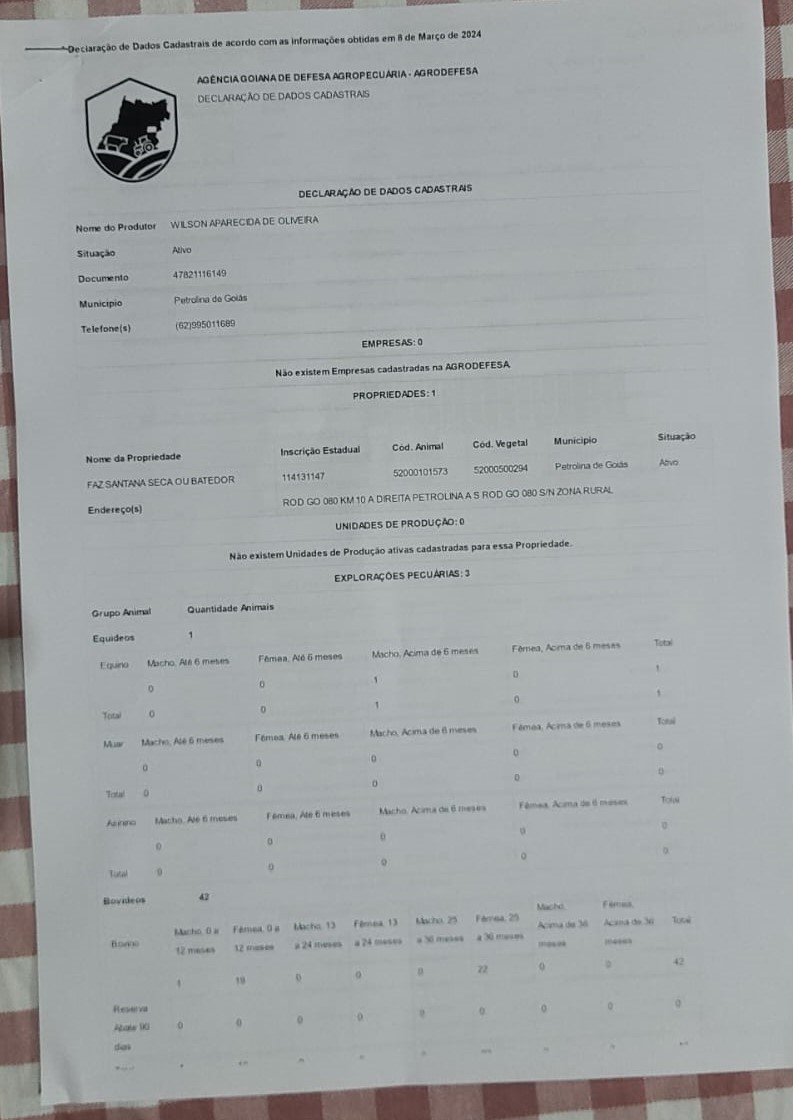 Declaração de Dados Cadastrais de acordo com as informações obtidas em 8 de Março de 2024
AGÊNCIA GOIANA DE DEFESA AGROPECUÁRIA - AGRODEFESA
DECLARAÇÃO DE DADOS CADASTRAIS
DECLARAÇÃO DE DADOS CADASTRAIS
Nome do Produtor WILSON APARECIDA DE OLIVEIRA
Situação Ativo
Documento 47821116149
Município Petrolina de Goiás
Telefone(s) (62)995011689
EMPRESAS: 0
Não existem Empresas cadastradas na AGRODEFESA
PROPRIEDADES: 1
Nome da Propriedade Inscrição Estadual Cód. Animal Cód. Vegetal Município Situação
FAZ SANTANA SECA OU BATEDOR 114131147 52000101573 52000500294 Petrolina de Goiás Ativo
Endereço(s) ROD GO 080 KM 10 A DIREITA PETROLINA A S ROD GO 080 S/N ZONA RURAL
UNIDADES DE PRODUÇÃO: 0
Não existem Unidades de Produção ativas cadastradas para essa Propriedade.
EXPLORAÇÕES PECUÁRIAS: 3
Grupo Animal Quantidade Animais
Equídeos 1
Equino Macho, Até 6 meses Fêmea, Até 6 meses Macho, Acima de 6 meses Fêmea, Acima de 6 meses Total
0 0 1 0 1
Total 0 0 1 0 1
Muar Macho, Até 6 meses Fêmea, Até 6 meses Macho, Acima de 6 meses Fêmea, Acima de 6 meses Total
0 0 0 0 0
Total 0 0 0 0 0
Asinino Macho, Até 6 meses Fêmea, Até 6 meses Macho, Acima de 6 meses Fêmea, Acima de 6 meses Total
0 0 0 0 0
Total 0 0 0 0 0
Bovídeos 42
Bovino Macho, 0 a 12 meses Fêmea, 0 a 12 meses Macho, 13 a 24 meses Fêmea, 13 a 24 meses Macho, 25 a 36 meses Fêmea, 25 a 36 meses Macho, Acima de 36 meses Fêmea, Acima de 36 meses Total
1 19 0 0 0 22 0 0 42
Reserva Abate 90 dias 0 0 0 0 0 0 0 0 0